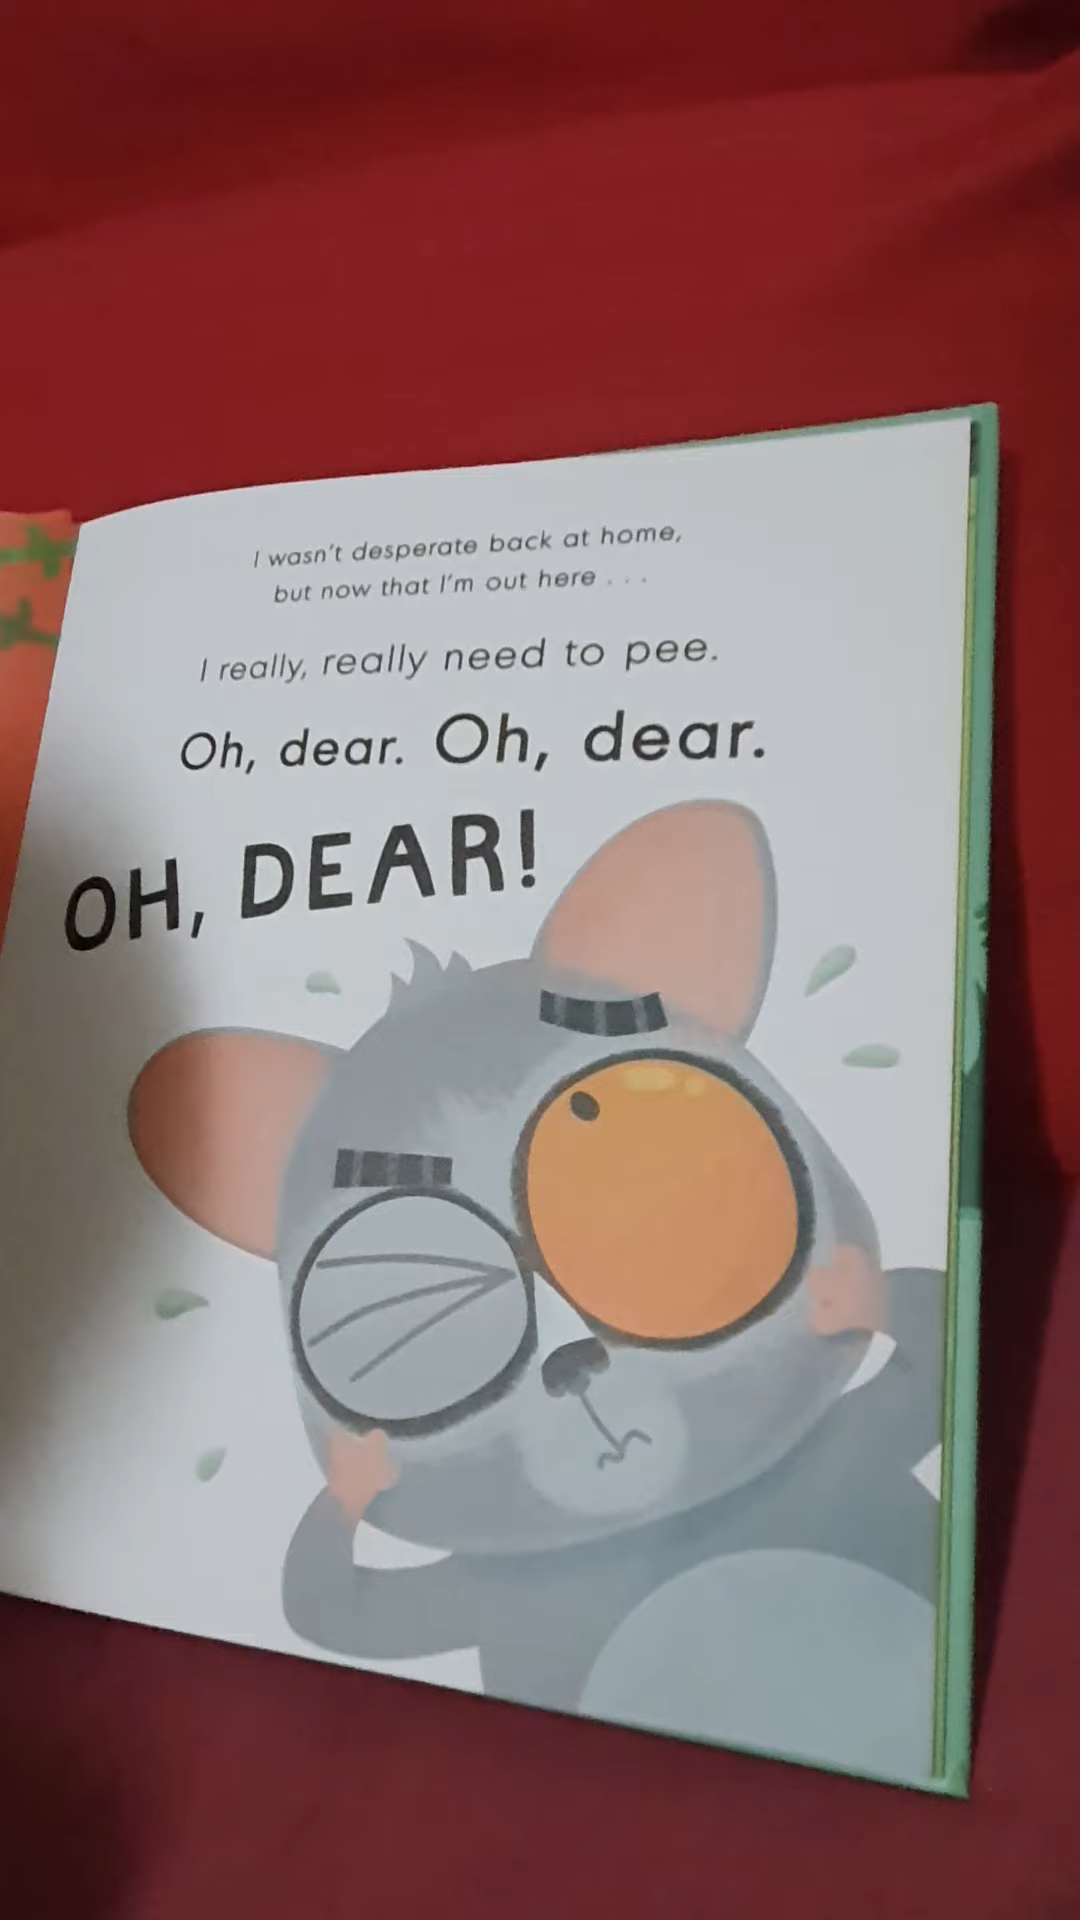 I wasn't desperate back at home,
but now that I'm out here . . .
I really, really need to pee.
Oh, dear. Oh, dear.
OH, DEAR!